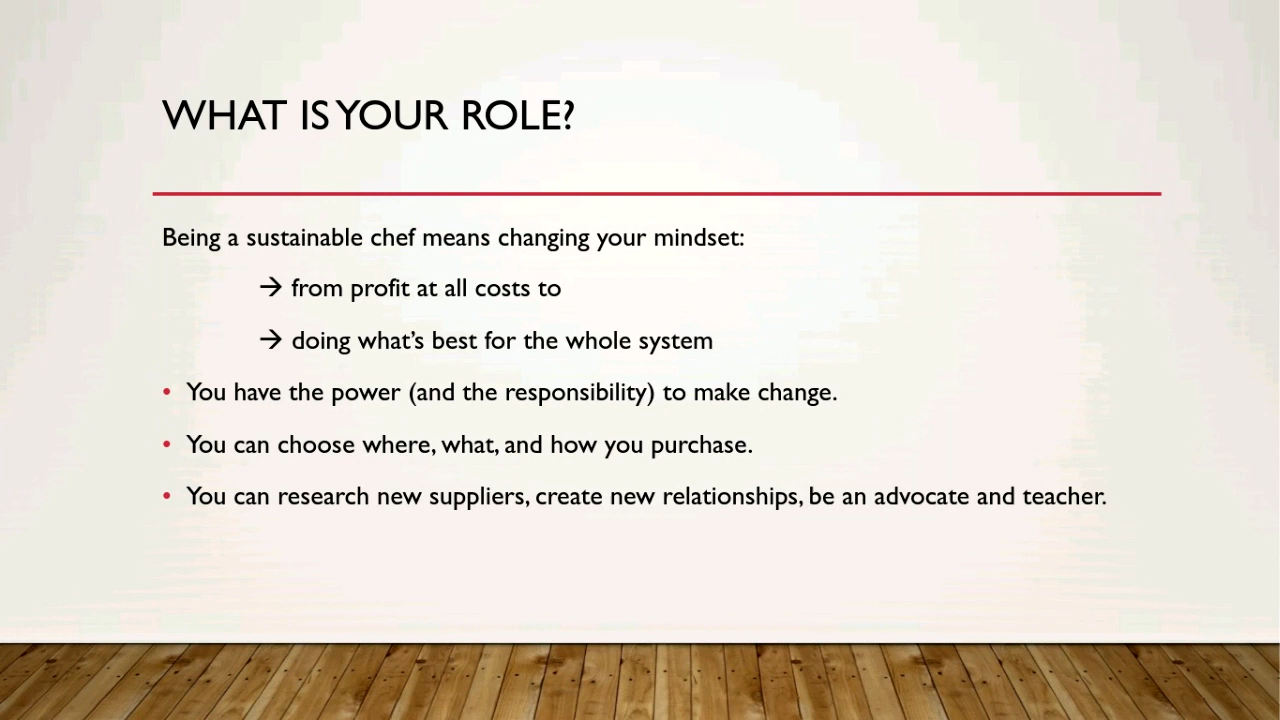 WHAT IS YOUR ROLE?
Being a sustainable chef means changing your mindset:
→ from profit at all costs to
→ doing what’s best for the whole system
• You have the power (and the responsibility) to make change.
• You can choose where, what, and how you purchase.
• You can research new suppliers, create new relationships, be an advocate and teacher.